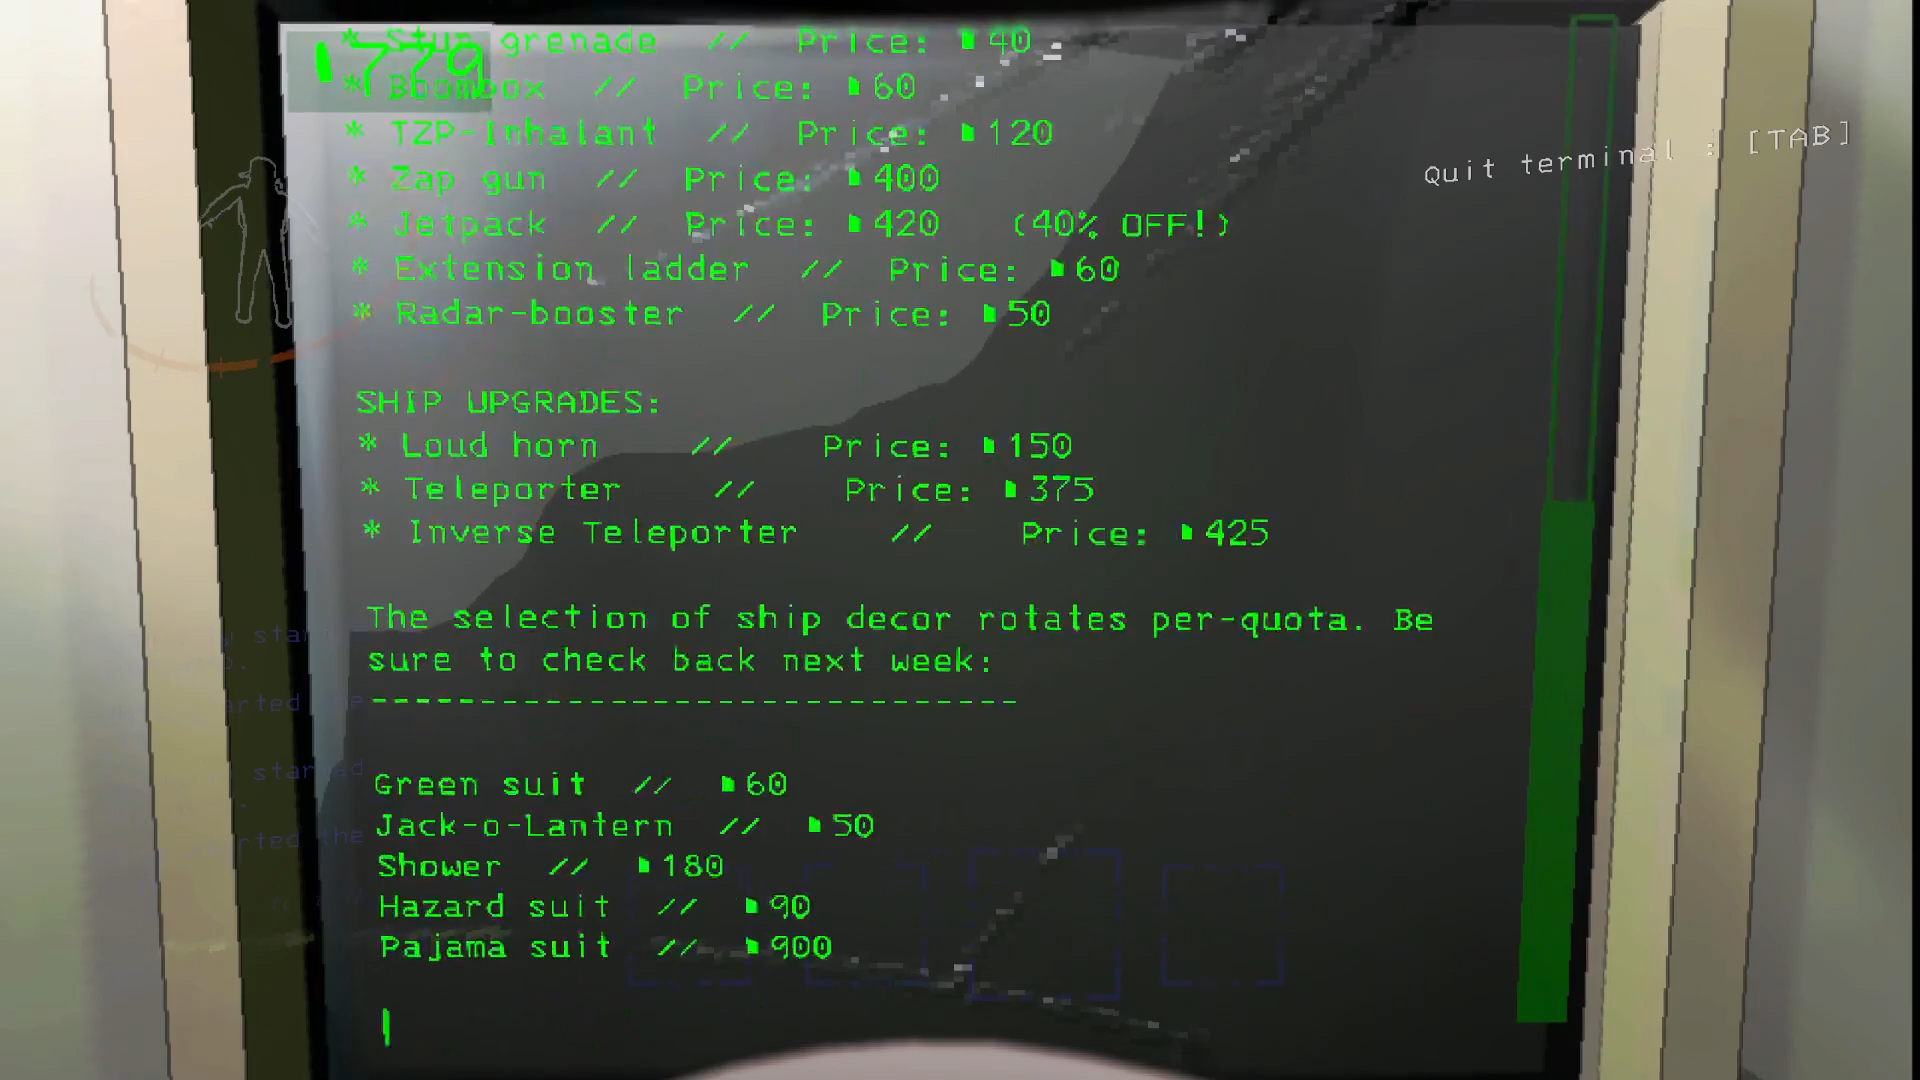 * Stun grenade // Price: ▮40
▮779
* Boombox // Price: ▮60
* TZP-Inhalant // Price: ▮120
* Zap gun // Price: ▮400
* Jetpack // Price: ▮420 (40% OFF!)
* Extension ladder // Price: ▮60
* Radar-booster // Price: ▮50
Quit terminal : [TAB]
SHIP UPGRADES:
* Loud horn // Price: ▮150
* Teleporter // Price: ▮375
* Inverse Teleporter // Price: ▮425
The selection of ship decor rotates per-quota. Be
sure to check back next week:
------------------------------
Green suit // ▮60
Jack-o-Lantern // ▮50
Shower // ▮180
Hazard suit // ▮90
Pajama suit // ▮900